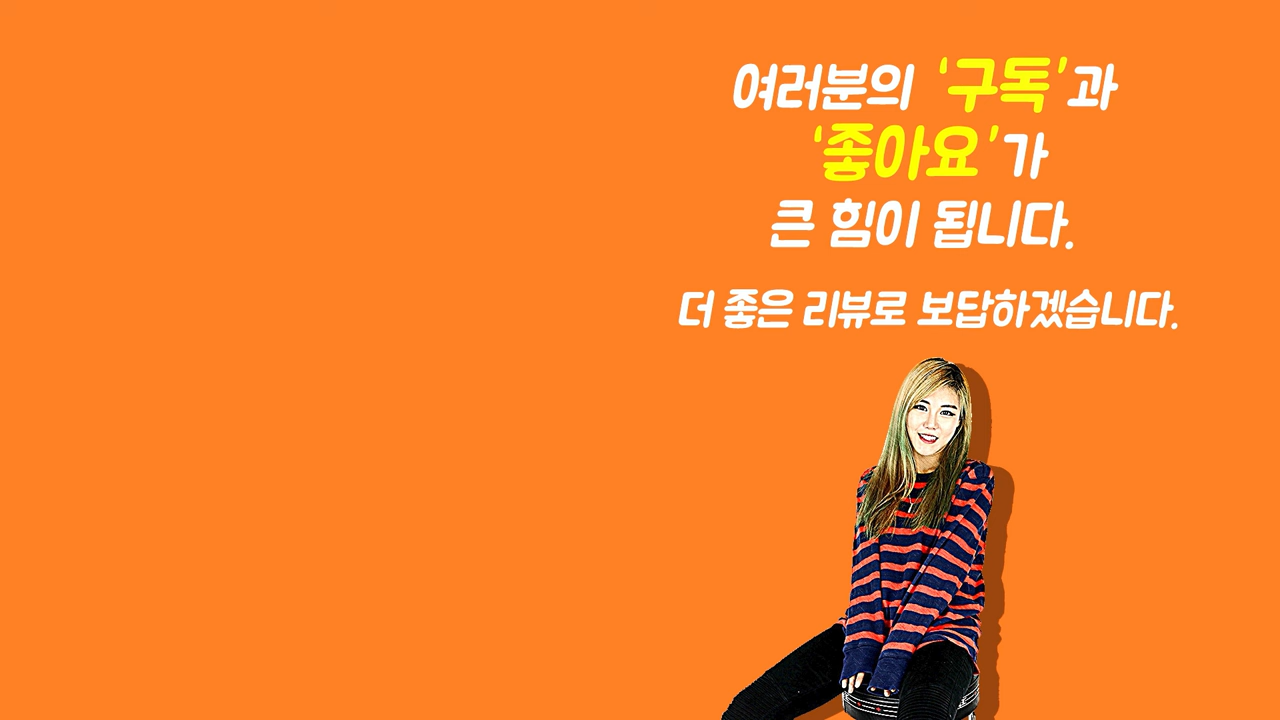 여러분의 '구독'과
'좋아요'가
큰 힘이 됩니다.
더 좋은 리뷰로 보답하겠습니다.